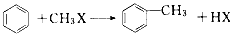 + CH₃X ⟶ CH₃ + HX